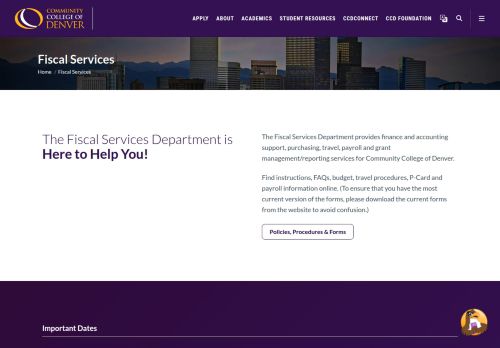 COMMUNITY
COLLEGE OF
DENVER
APPLY ABOUT ACADEMICS STUDENT RESOURCES CCDCONNECT CCD FOUNDATION
Fiscal Services
Home / Fiscal Services
The Fiscal Services Department is
Here to Help You!
The Fiscal Services Department provides finance and accounting
support, purchasing, travel, payroll and grant
management/reporting services for Community College of Denver.
Find instructions, FAQs, budget, travel procedures, P-Card and
payroll information online. (To ensure that you have the most
current version of the forms, please download the current forms
from the website to avoid confusion.)
Policies, Procedures & Forms
Important Dates